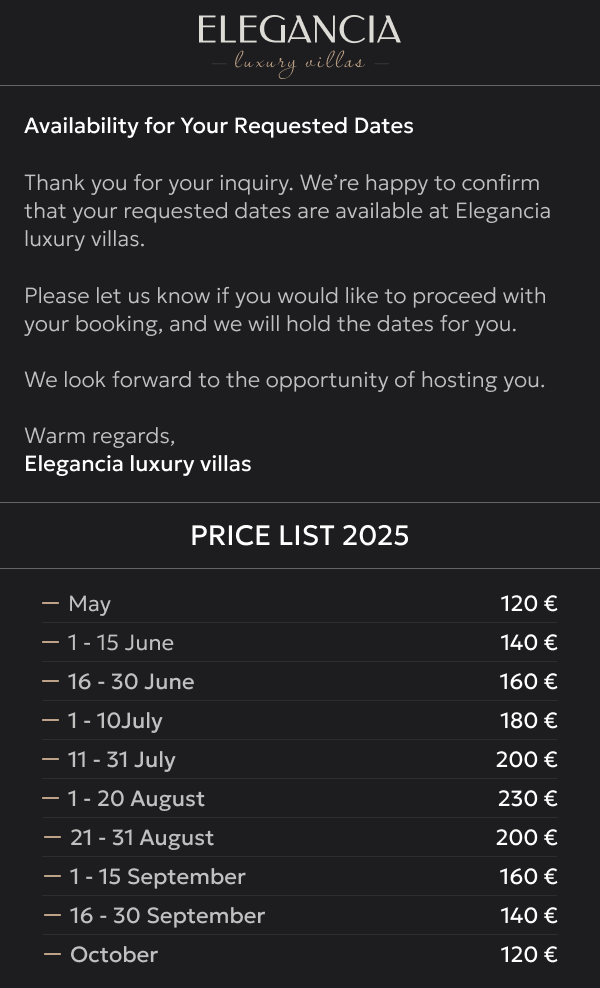 ELEGANCIA
luxury villas
Availability for Your Requested Dates
Thank you for your inquiry. We’re happy to confirm
that your requested dates are available at Elegancia
luxury villas.
Please let us know if you would like to proceed with
your booking, and we will hold the dates for you.
We look forward to the opportunity of hosting you.
Warm regards,
Elegancia luxury villas
PRICE LIST 2025
— May 120 €
— 1 - 15 June 140 €
— 16 - 30 June 160 €
— 1 - 10July 180 €
— 11 - 31 July 200 €
— 1 - 20 August 230 €
— 21 - 31 August 200 €
— 1 - 15 September 160 €
— 16 - 30 September 140 €
— October 120 €